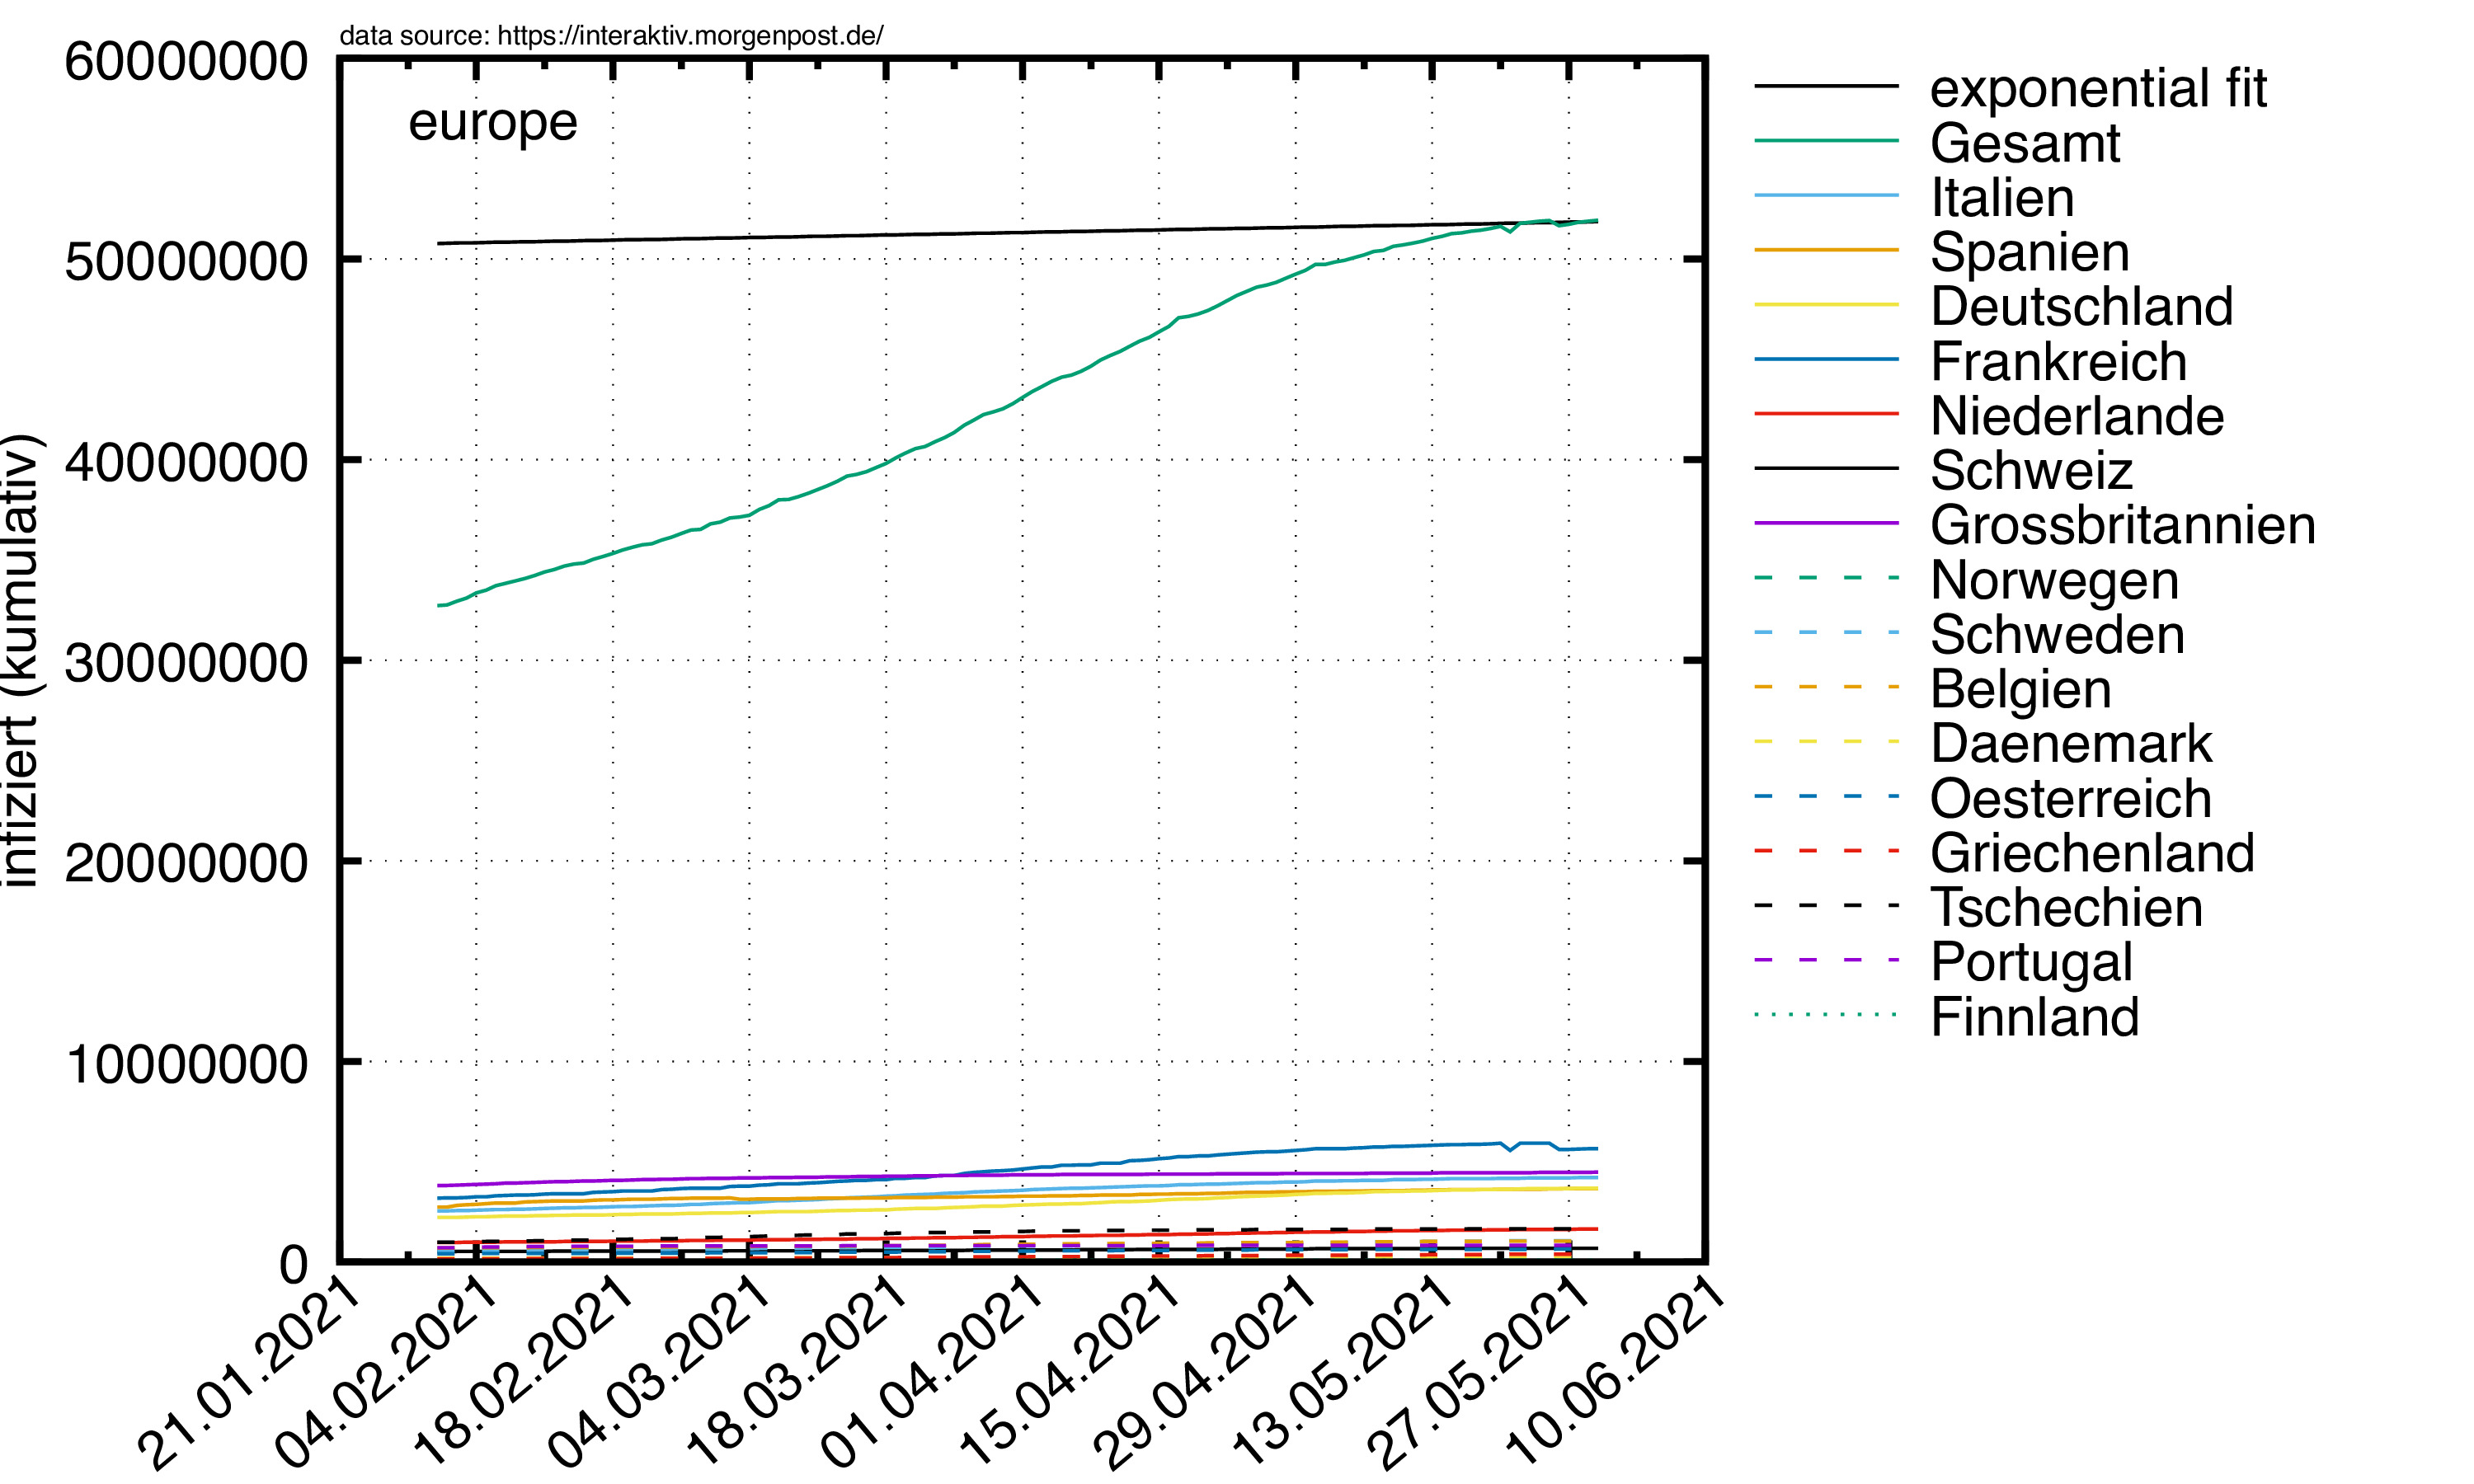 data source: https://interaktiv.morgenpost.de/
europe
infiziert (kumulativ)
60000000
50000000
40000000
30000000
20000000
10000000
0
21.01.2021
04.02.2021
18.02.2021
04.03.2021
18.03.2021
01.04.2021
15.04.2021
29.04.2021
13.05.2021
27.05.2021
10.06.2021
exponential fit
Gesamt
Italien
Spanien
Deutschland
Frankreich
Niederlande
Schweiz
Grossbritannien
Norwegen
Schweden
Belgien
Daenemark
Oesterreich
Griechenland
Tschechien
Portugal
Finnland